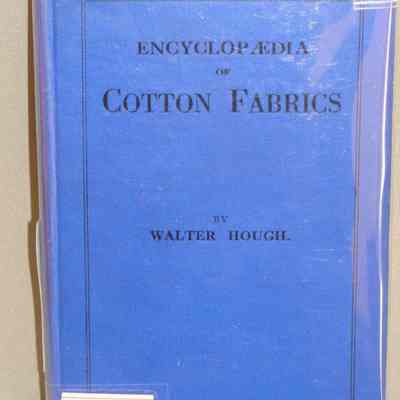 ENCYCLOPÆDIA
OF
COTTON FABRICS
BY
WALTER HOUGH.